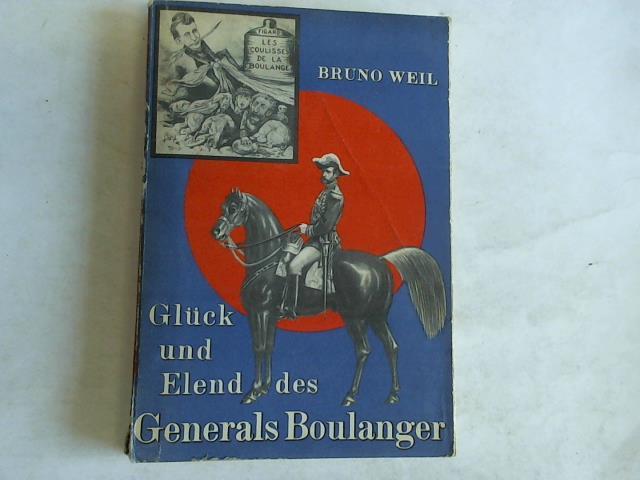 FIGARO
LES
COULISSES
DE LA
BOULANGE
BRUNO WEIL
Glück
und
Elend des
Generals Boulanger